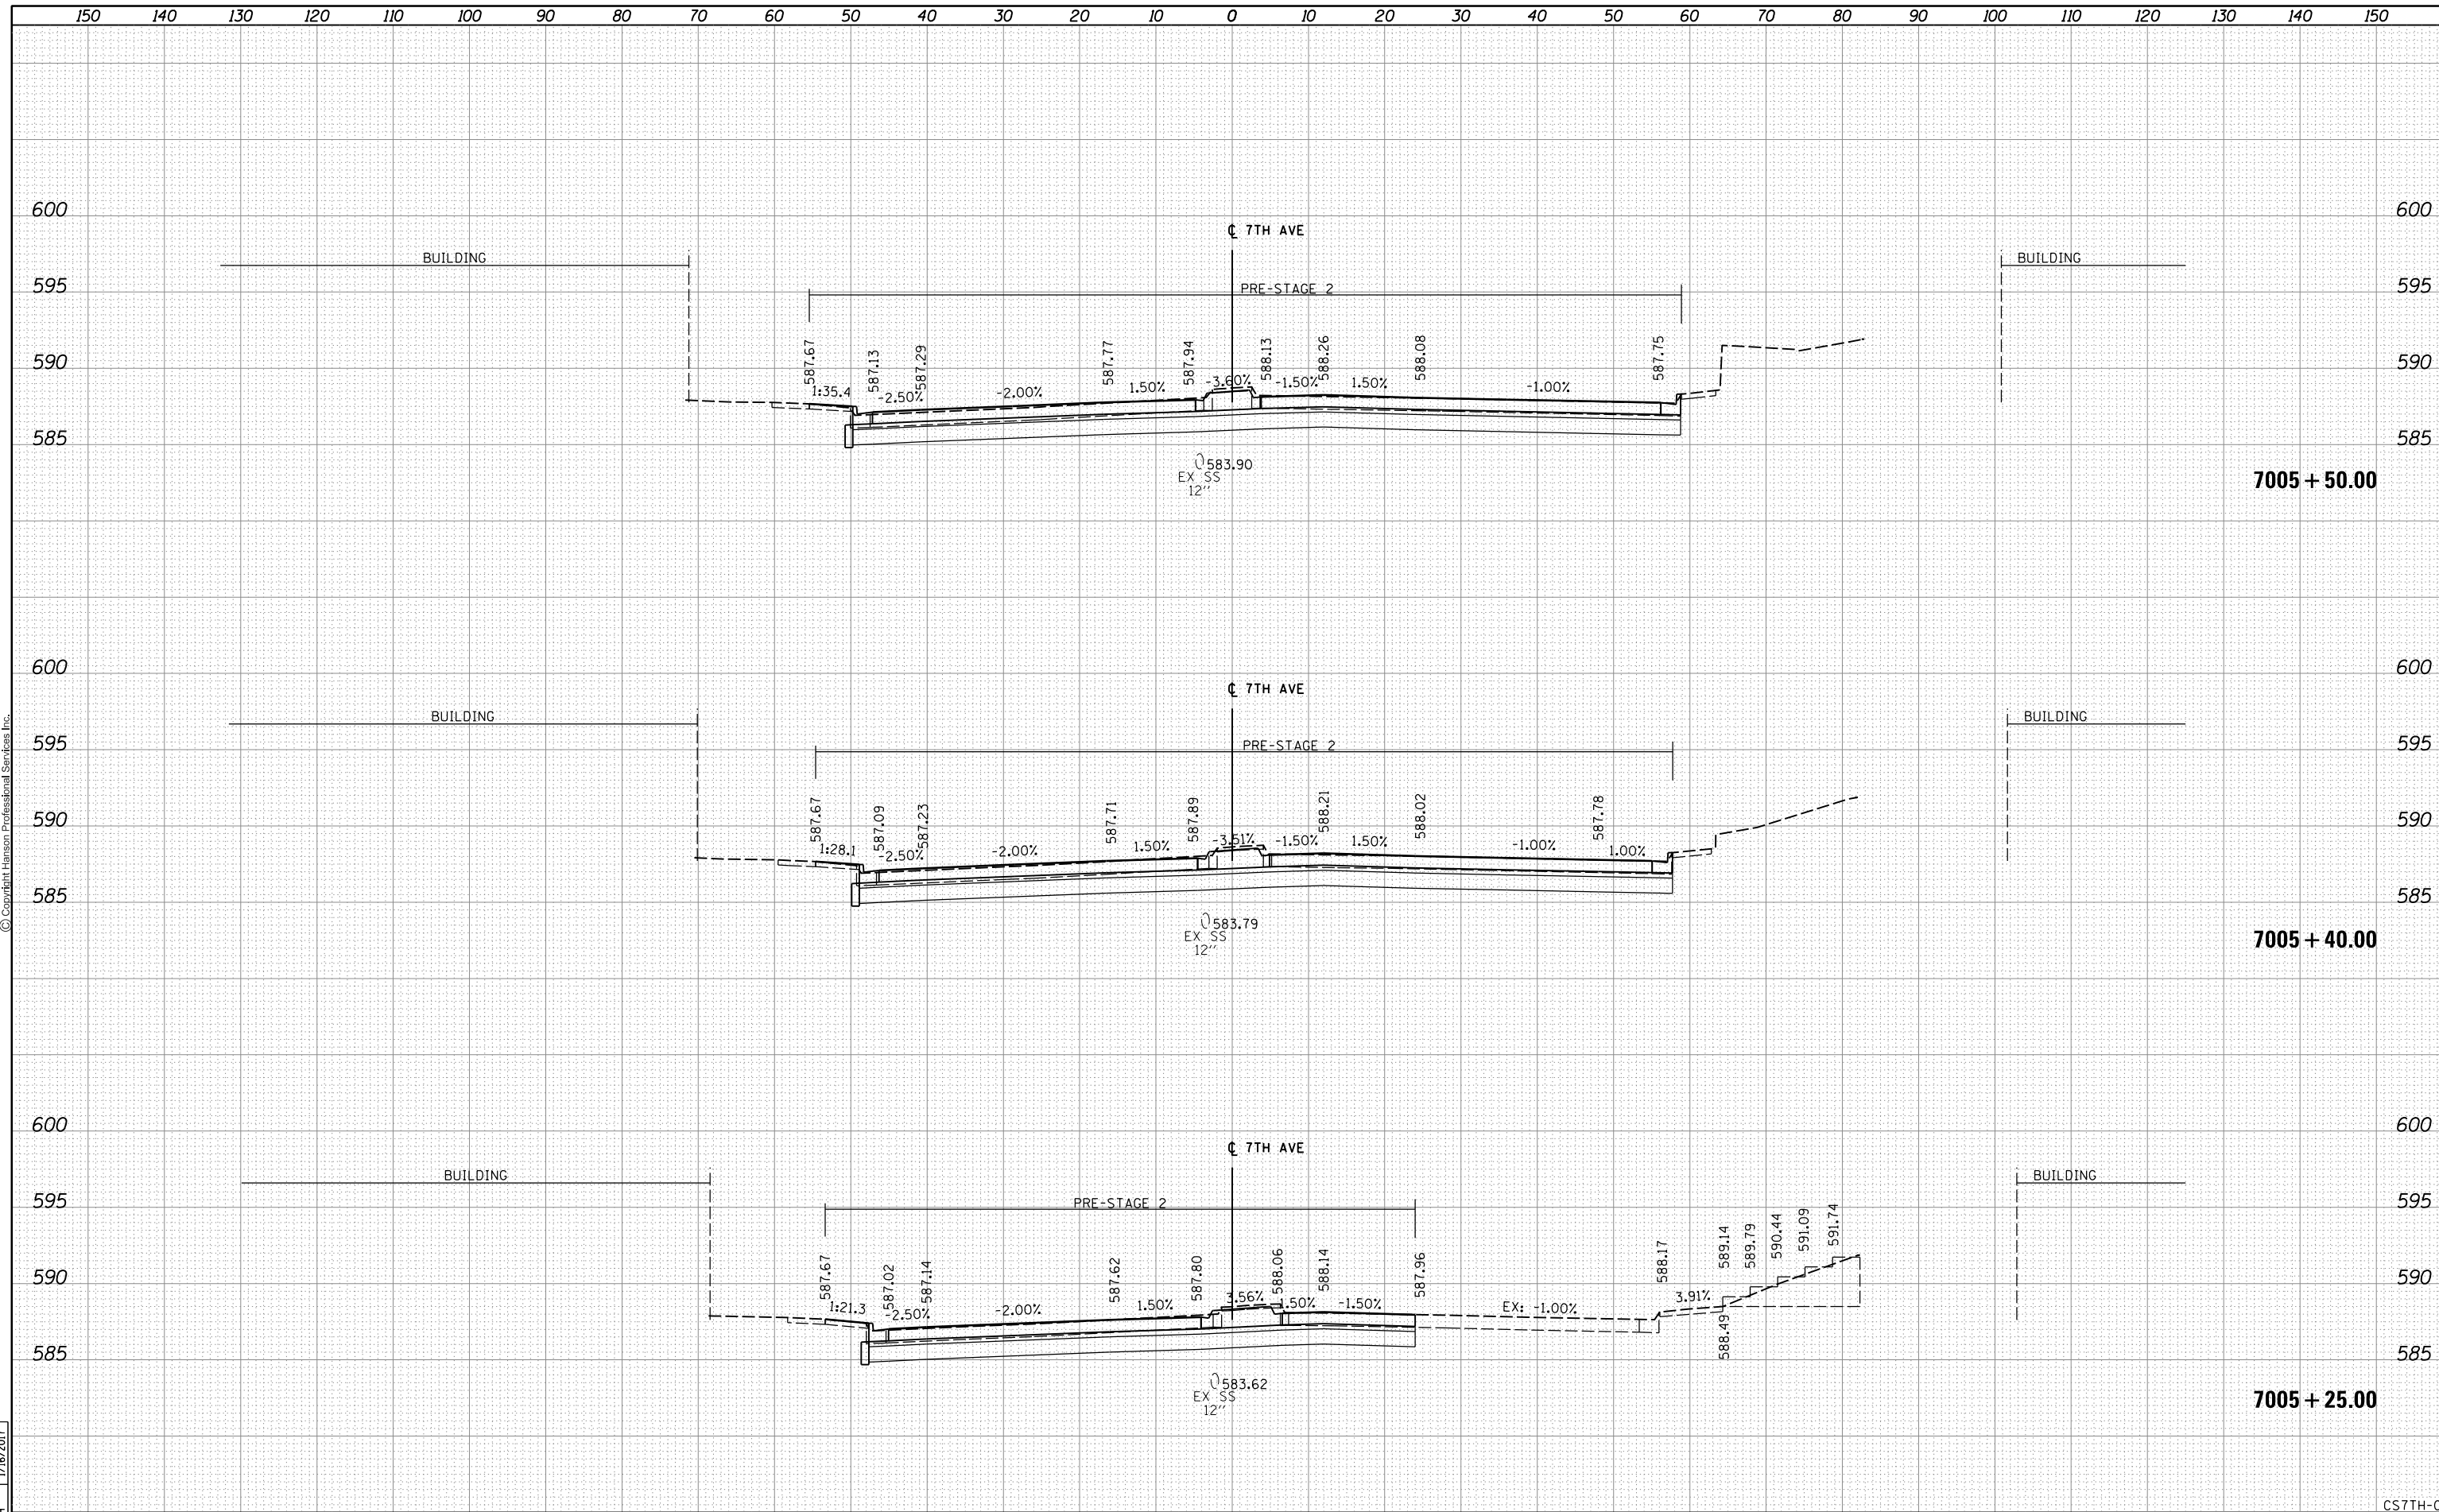 150 140 130 120 110 100 90 80 70 60 50 40 30 20 10 0 10 20 30 40 50 60 70 80 90 100 110 120 130 140 150
600 600
℄ 7TH AVE
BUILDING BUILDING
595 PRE-STAGE 2 595
587.67 587.13 587.29 587.77 587.94 588.13 588.26 588.08 587.75
590 590
1:35.4 -2.50% -2.00% 1.50% -3.60% -1.50% 1.50% -1.00%
585 585
583.90
EX SS
12''
7005+50.00
600 600
℄ 7TH AVE
BUILDING BUILDING
595 PRE-STAGE 2 595
587.67 587.09 587.23 587.71 587.89 588.21 588.02 587.78
590 590
1:28.1 -2.50% -2.00% 1.50% -3.51% -1.50% 1.50% -1.00% 1.00%
585 585
583.79
EX SS
12''
7005+40.00
600 600
℄ 7TH AVE
BUILDING BUILDING
595 PRE-STAGE 2 595
587.67 587.02 587.14 587.62 587.80 588.06 588.14 587.96 588.17 589.14 589.79 590.44 591.09 591.74
590 590
1:21.3 -2.50% -2.00% 1.50% 3.56% 1.50% -1.50% EX: -1.00% 3.91%
588.49
585 585
583.62
EX SS
12''
7005+25.00
© Copyright Hanson Professional Services Inc.